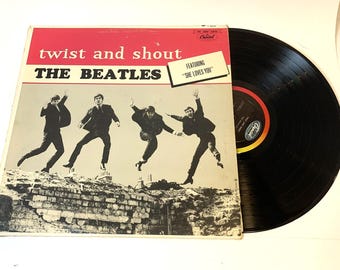 Capitol
twist and shout
THE BEATLES
FEATURING
"SHE LOVES YOU"